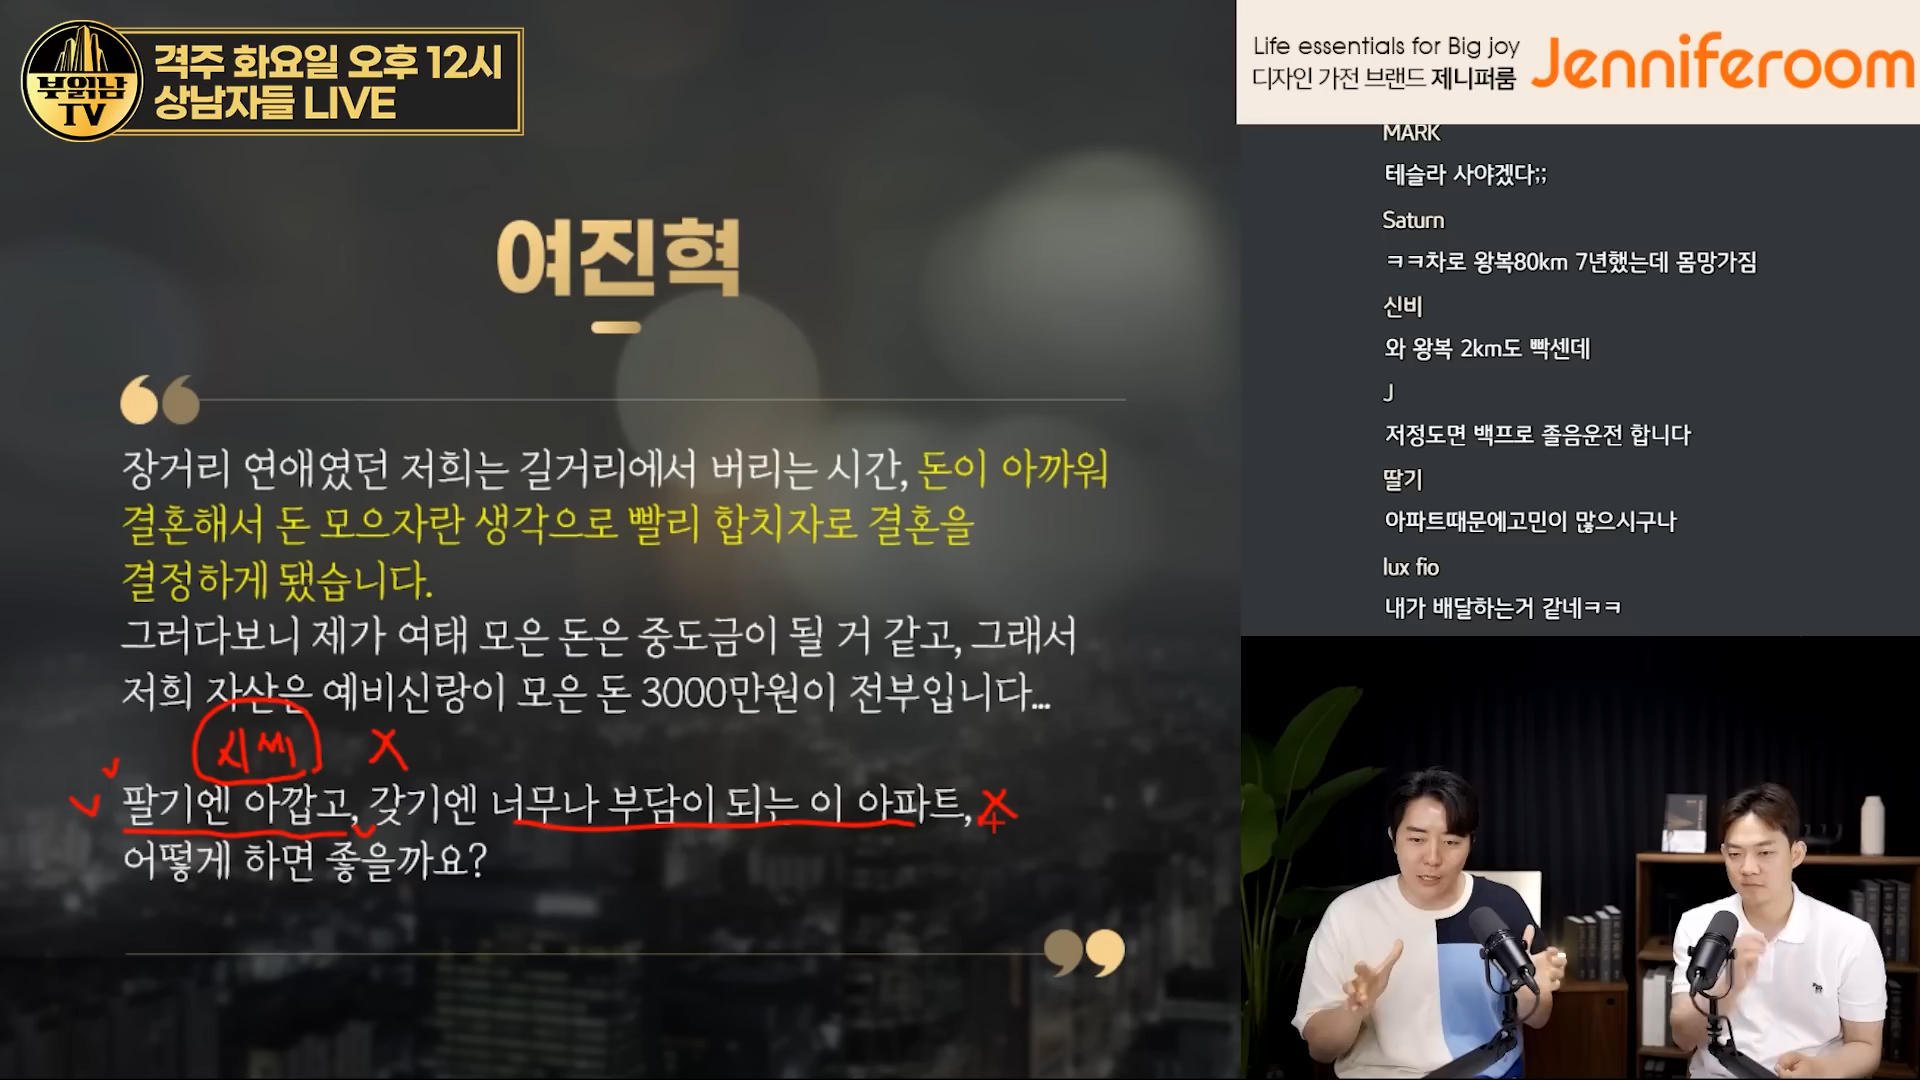 부읽남
TV
격주 화요일 오후 12시
상남자들 LIVE
Life essentials for Big joy
디자인 가전 브랜드 제니퍼룸
Jenniferoom
여진혁
장거리 연애였던 저희는 길거리에서 버리는 시간, 돈이 아까워
결혼해서 돈 모으자란 생각으로 빨리 합치자로 결혼을
결정하게 됐습니다.
그러다보니 제가 여태 모은 돈은 중도금이 될 거 같고, 그래서
저희 자산은 예비신랑이 모은 돈 3000만원이 전부입니다...
X
팔기엔 아깝고, 갖기엔 너무나 부담이 되는 이 아파트,
어떻게 하면 좋을까요?
MARK
테슬라 사야겠다;;
Saturn
ㅋㅋ차로 왕복80km 7년했는데 몸망가짐
신비
와 왕복 2km도 빡센데
J
저정도면 백프로 졸음운전 합니다
딸기
아파트때문에고민이 많으시구나
lux fio
내가 배달하는거 같네ㅋㅋ